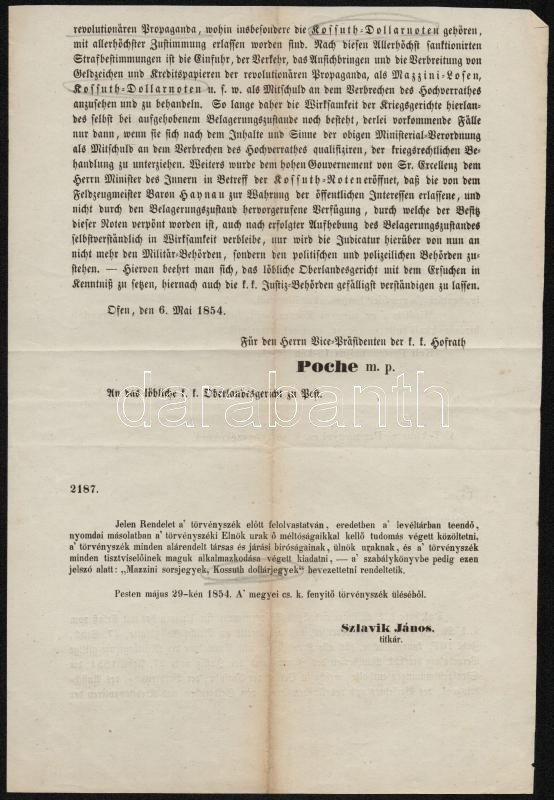 revolutionären Propaganda, wohin insbesondere die Kossuth-Dollarnoten gehören,
mit allerhöchster Zustimmung erlassen worden sind. Nach diesen Allerhöchst sanktionirten
Strafbestimmungen ist die Einfuhr, der Verkehr, das Ansichbringen und die Verbreitung von
Geldzeichen und Kreditspapieren der revolutionären Propaganda, als Mazzini-Losen,
Kossuth-Dollarnoten u. s. w. als Mitschuld an dem Verbrechen des Hochverrathes
anzusehen und zu behandeln. So lange daher die Wirksamkeit der Kriegsgerichte hierlan-
des selbst bei aufgehobenem Belagerungszustande noch besteht, derlei vorkommende Fälle
nur dann, wenn sie sich nach dem Inhalte und Sinne der obigen Ministerial-Verordnung
als Mitschuld an dem Verbrechen des Hochverrathes qualifiziren, der kriegsrechtlichen Be-
handlung zu unterziehen. Weiters wurde dem hohen Gouvernement von Sr. Excellenz dem
Herrn Minister des Innern in Betreff der Kossuth-Noten eröffnet, daß die von dem
Feldzeugmeister Baron Haynau zur Wahrung der öffentlichen Interessen erlassene, und
nicht durch den Belagerungszustand hervorgerufene Verfügung, durch welche der Besitz
dieser Noten verpönt worden ist, auch nach erfolgter Aufhebung des Belagerungszustandes
selbstverständlich in Wirksamkeit verbleibe, nur wird die Judicatur hierüber von nun an
nicht mehr den Militär-Behörden, sondern den politischen und polizeilichen Behörden zu-
stehen. — Hiervon beehrt man sich, das löbliche Oberlandesgericht mit dem Ersuchen in
Kenntniß zu setzen, hiernach auch die k. k. Justiz-Behörden gefälligst verständigen zu lassen.
Ofen, den 6. Mai 1854.
Für den Herrn Vice-Präsidenten der k. k. Hofrath
Poche m. p.
An das löbliche k. k. Oberlandesgericht zu Pest.
darabanth
2187.
Jelen Rendelet a' törvényszék előtt felolvastatván, eredetben a' levéltárban teendő,
nyomdai másolatban a' törvényszéki Elnök urak ő méltóságaikkal kellő tudomás végett közöltetni,
a' törvényszék minden alárendelt társas és járási biróságainak, ülnök uraknak, és a' törvényszék
minden tisztviselőinek maguk alkalmazkodása végett kiadatni, — a' szabálykönyvbe pedig ezen
jelszó alatt: „Mazzini sorsjegyek, Kossuth dollárjegyek" bevezettetni rendeltetik.
Pesten május 29-kén 1854. A' megyei cs. k. fenyitő törvényszék üléséből.
Szlavik János.
titkár.